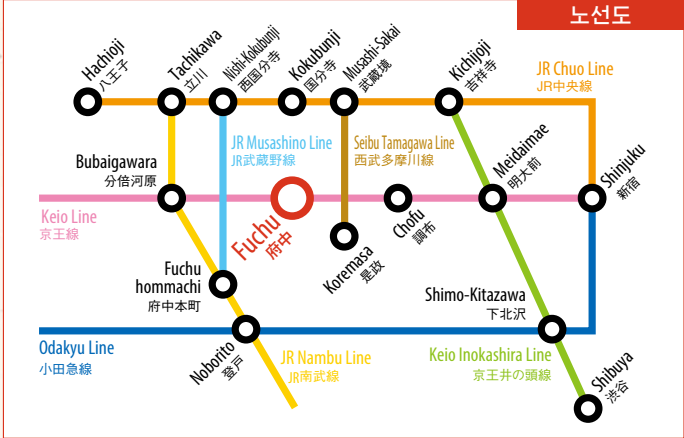 노선도
Hachioji
八王子
Tachikawa
立川
Nishi-Kokubunji
西国分寺
Kokubunji
国分寺
Musashi-Sakai
武蔵境
Kichijoji
吉祥寺
JR Chuo Line
JR中央線
JR Musashino Line
JR武蔵野線
Seibu Tamagawa Line
西武多摩川線
Bubaigawara
分倍河原
Meidaimae
明大前
Shinjuku
新宿
Keio Line
京王線
Fuchu
府中
Chofu
調布
Koremasa
是政
Fuchu
hommachi
府中本町
Shimo-Kitazawa
下北沢
Odakyu Line
小田急線
Noborito
登戸
JR Nambu Line
JR南武線
Keio Inokashira Line
京王井の頭線
Shibuya
渋谷